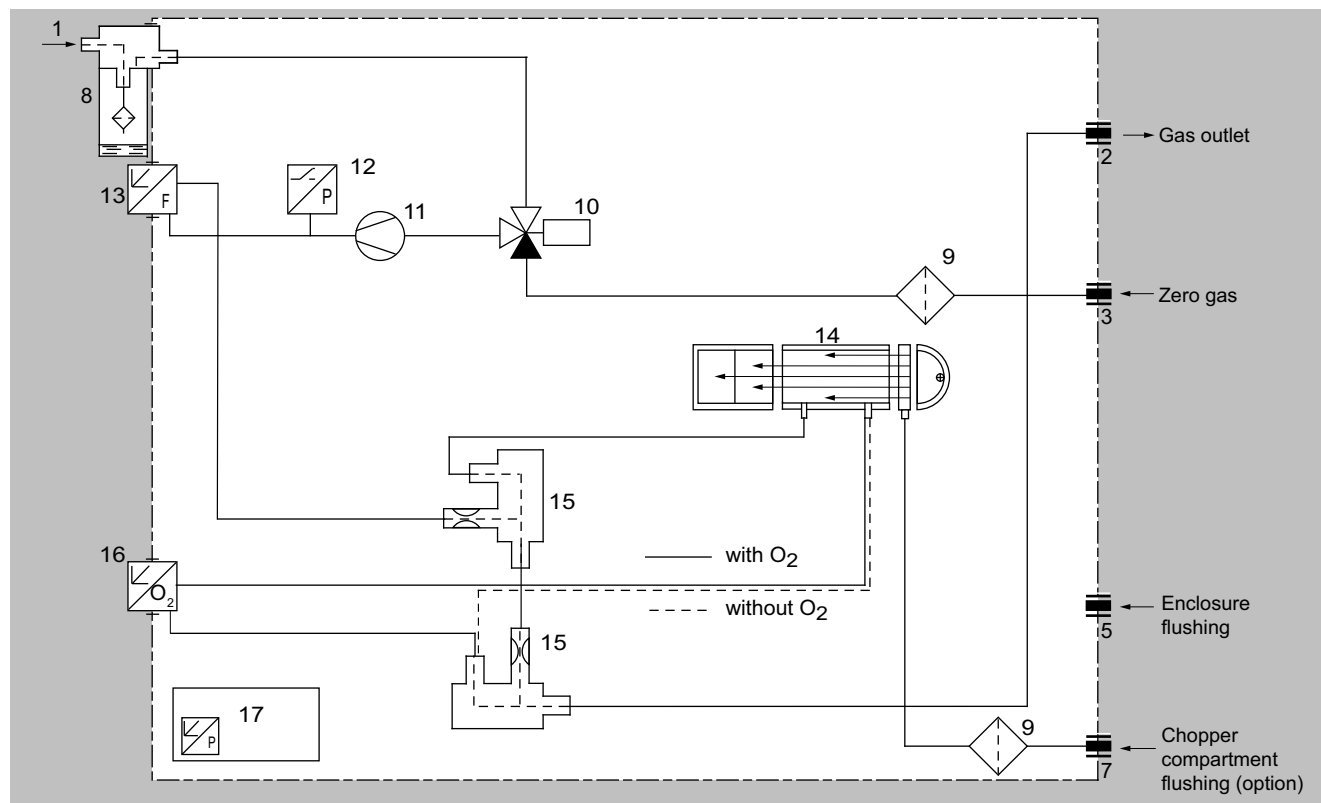 1
8
12
P
13
F
11
10
2
Gas outlet
9
3
Zero gas
14
15
16
O2
with O2
without O2
15
5
Enclosure
flushing
17
P
9
7
Chopper
compartment
flushing (option)